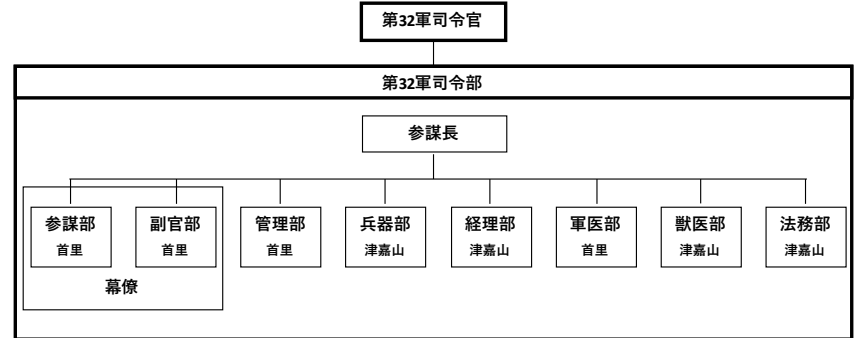 第32軍司令官
第32軍司令部
参謀長
参謀部
首里
副官部
首里
管理部
首里
兵器部
津嘉山
経理部
津嘉山
軍医部
首里
獣医部
津嘉山
法務部
津嘉山
幕僚